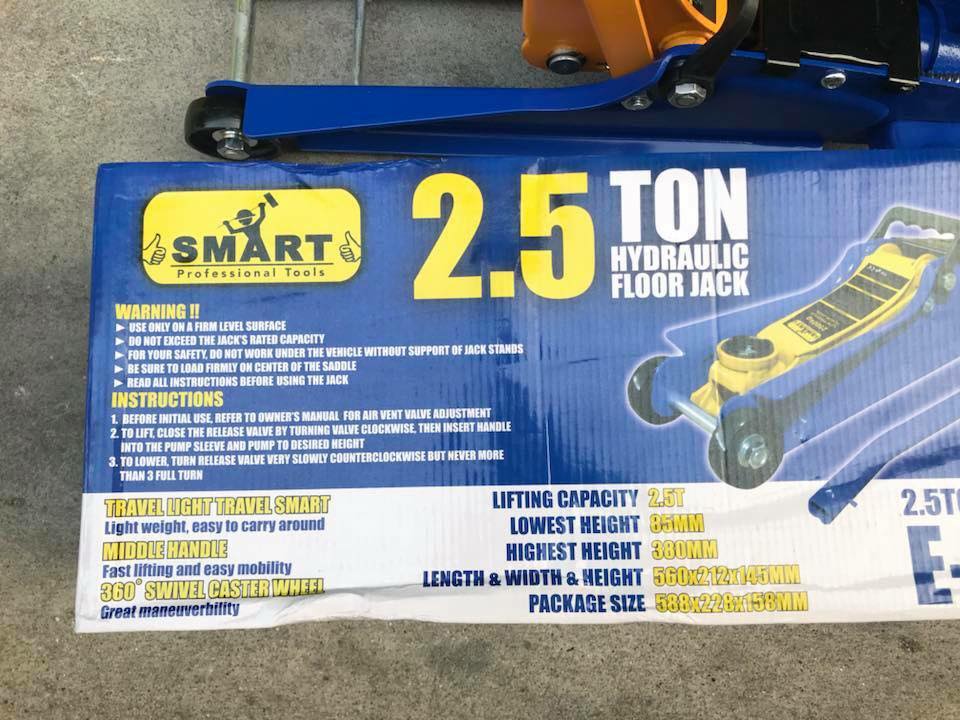 SMART
Professional Tools
2.5 TON
HYDRAULIC
FLOOR JACK
WARNING !!
► USE ONLY ON A FIRM LEVEL SURFACE
► DO NOT EXCEED THE JACK'S RATED CAPACITY
► FOR YOUR SAFETY, DO NOT WORK UNDER THE VEHICLE WITHOUT SUPPORT OF JACK STANDS
► BE SURE TO LOAD FIRMLY ON CENTER OF THE SADDLE
► READ ALL INSTRUCTIONS BEFORE USING THE JACK
INSTRUCTIONS
1. BEFORE INITIAL USE, REFER TO OWNER'S MANUAL FOR AIR VENT VALVE ADJUSTMENT
2. TO LIFT, CLOSE THE RELEASE VALVE BY TURNING VALVE CLOCKWISE, THEN INSERT HANDLE
INTO THE PUMP SLEEVE AND PUMP TO DESIRED HEIGHT
3. TO LOWER, TURN RELEASE VALVE VERY SLOWLY COUNTERCLOCKWISE BUT NEVER MORE
THAN 3 FULL TURN
TRAVEL LIGHT TRAVEL SMART
Light weight, easy to carry around
MIDDLE HANDLE
Fast lifting and easy mobility
360° SWIVEL CASTER WHEEL
Great maneuverbility
LIFTING CAPACITY 2.5T
LOWEST HEIGHT 85MM
HIGHEST HEIGHT 380MM
LENGTH & WIDTH & HEIGHT 560x212x145MM
PACKAGE SIZE 588x228x158MM
2.5TO
E-